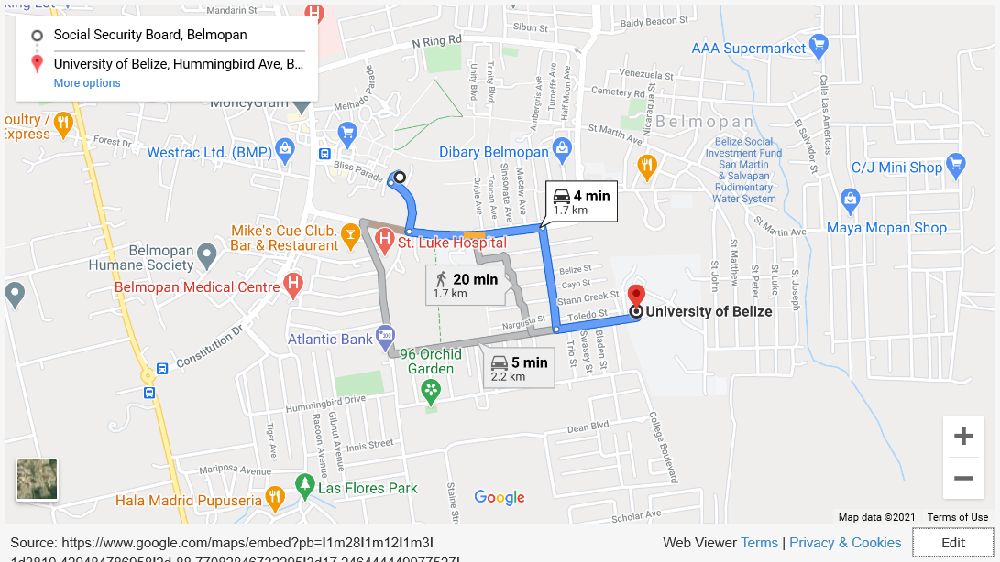 King Lot
Mandarin St
Social Security Board, Belmopan
University of Belize, Hummingbird Ave, B...
More options
N Ring Rd
Sibun St
Baldy Beacon St
AAA Supermarket
Unity Blvd
Trinity Blvd
Ambergris Ave
Turneffe Ave
Half Moon Ave
Venezuela St
Cemetery Rd
Nicaragua St
Calle Las Americas
MoneyGram
Melhado Parade
oultry /
Express
Forest Dr
Westrac Ltd. (BMP)
Bliss Parade
Dibary Belmopan
St Martin Ave
Belmopan
El Salvador St
Belize Social
Investment Fund
San Martin
& Salvapan
Rudimentary
Water System
C/J Mini Shop
Oriole Ave
Toucan Ave
Sinsonate Ave
Macaw Ave
4 min
1.7 km
St Martin Ave
Maya Mopan Shop
Mike's Cue Club.
Bar & Restaurant
St. Luke Hospital
Belmopan
Humane Society
Belmopan Medical Centre
20 min
1.7 km
Belize St
Cayo St
Stann Creek St
Toledo St
Nargusta St
University of Belize
St John
St Matthew
St Peter
St Luke
St Joseph
Constitution Dr
Atlantic Bank
96 Orchid
Garden
5 min
2.2 km
Trio St
Swasey St
Bladen St
Hummingbird Drive
Tiger Ave
Racoon Avenue
Gibnut Avenue
Innis Street
Dean Blvd
College Boulevard
Mariposa Avenue
Las Flores Park
Hala Madrid Pupuseria
Staine Street
Scholar Ave
Google
Map data ©2021 Terms of Use
Source: https://www.google.com/maps/embed?pb=!1m28!1m12!1m3!
Web Viewer Terms | Privacy & Cookies
Edit